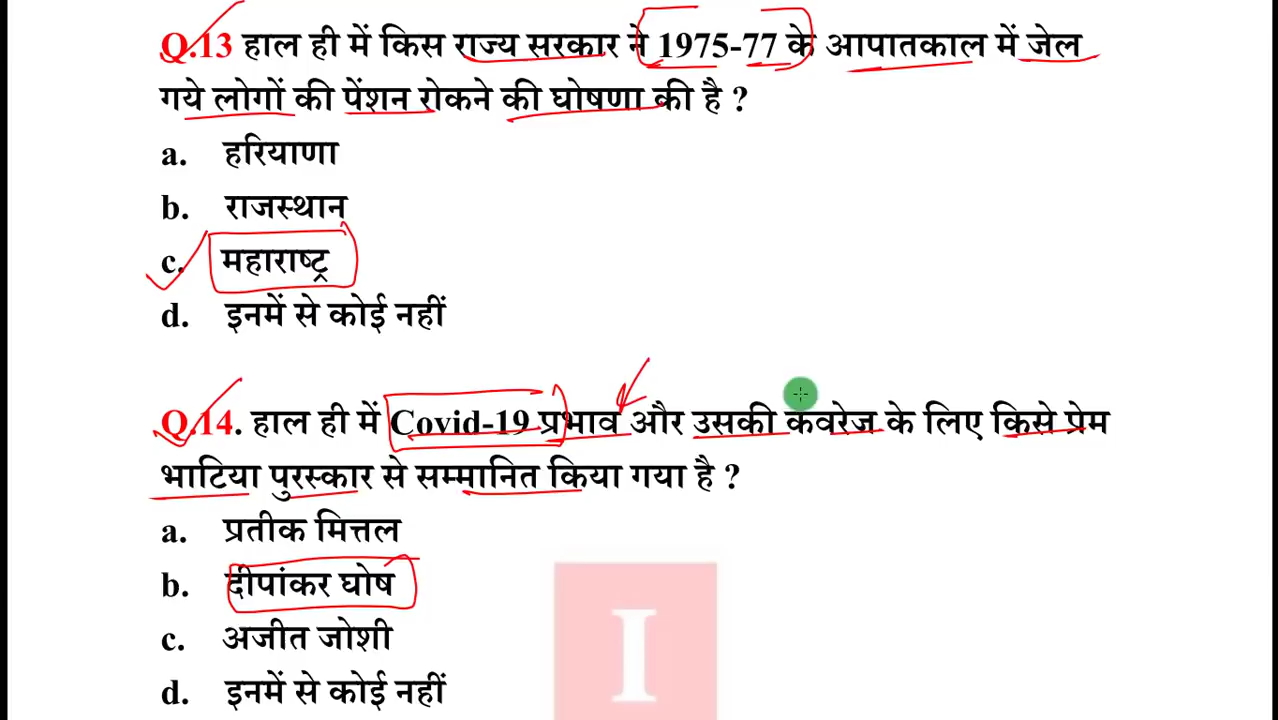 Q.13 हाल ही में किस राज्य सरकार ने 1975-77 के आपातकाल में जेल
गये लोगों की पेंशन रोकने की घोषणा की है ?
a. हरियाणा
b. राजस्थान
c. महाराष्ट्र
d. इनमें से कोई नहीं
Q.14. हाल ही में Covid-19 प्रभाव और उसकी कवरेज के लिए किसे प्रेम
भाटिया पुरस्कार से सम्मानित किया गया है ?
a. प्रतीक मित्तल
b. दीपांकर घोष
c. अजीत जोशी
d. इनमें से कोई नहीं
I